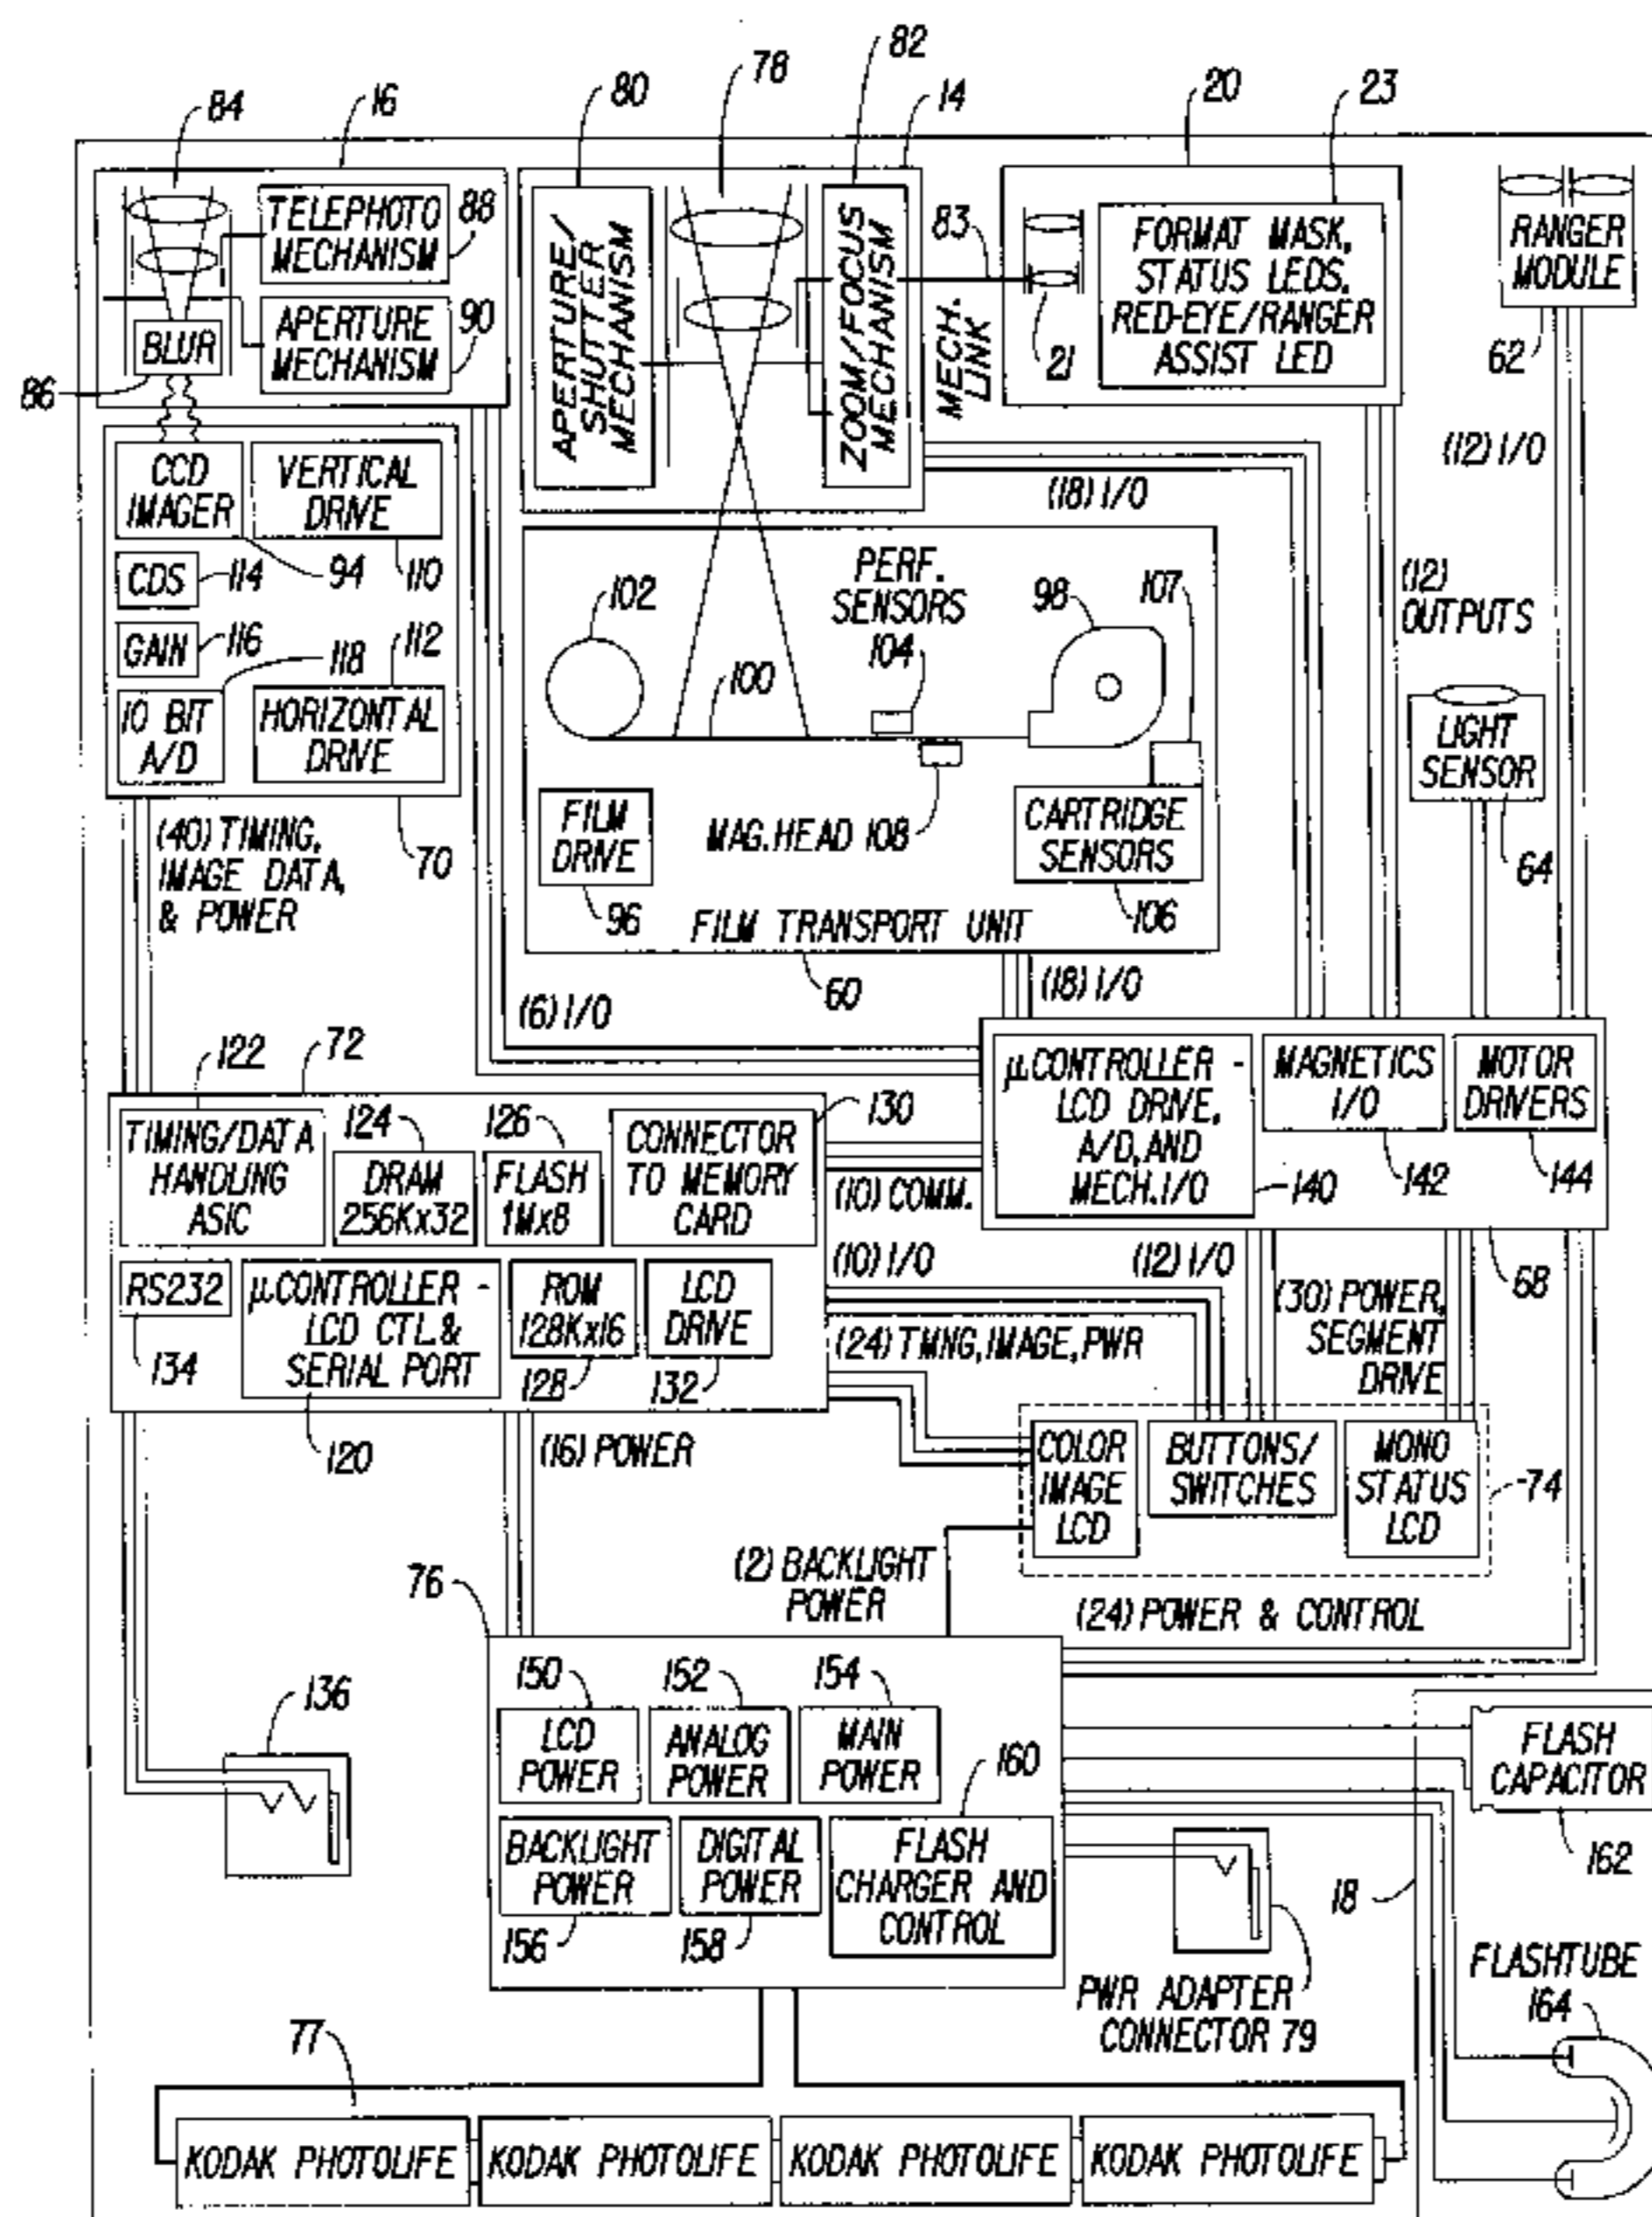 84
16
80
78
82
14
20
23
TELEPHOTO
MECHANISM
88
APERTURE
MECHANISM
90
BLUR
86
APERTURE/
SHUTTER
MECHANISM
ZOOM/FOCUS
MECHANISM
83
MECH.
LINK
21
FORMAT MASK,
STATUS LEDS,
RED-EYE/RANGER
ASSIST LED
RANGER
MODULE
62
(12) I/O
CCD
IMAGER
94
VERTICAL
DRIVE
110
CDS
114
GAIN
116
118
112
10 BIT
A/D
HORIZONTAL
DRIVE
(40) TIMING,
IMAGE DATA,
& POWER
70
(18) I/O
102
100
PERF.
SENSORS
104
98
107
FILM
DRIVE
96
MAG. HEAD 108
CARTRIDGE
SENSORS
106
FILM TRANSPORT UNIT
60
(12)
OUTPUTS
LIGHT
SENSOR
64
(18) I/O
(6) I/O
122
72
TIMING/DATA
HANDLING
ASIC
124
DRAM
256Kx32
126
FLASH
1Mx8
CONNECTOR
TO MEMORY
CARD
130
RS232
134
µCONTROLLER -
LCD CTL.&
SERIAL PORT
120
ROM
128Kx16
128
LCD
DRIVE
132
(10) COMM.
µCONTROLLER -
LCD DRIVE,
A/D, AND
MECH. I/O
140
MAGNETICS
I/O
142
MOTOR
DRIVERS
144
68
(10) I/O
(12) I/O
(24) TMNG, IMAGE, PWR
(30) POWER,
SEGMENT
DRIVE
(16) POWER
COLOR
IMAGE
LCD
BUTTONS/
SWITCHES
MONO
STATUS
LCD
74
(2) BACKLIGHT
POWER
(24) POWER & CONTROL
76
136
150
LCD
POWER
152
ANALOG
POWER
154
MAIN
POWER
160
BACKLIGHT
POWER
156
DIGITAL
POWER
158
FLASH
CHARGER AND
CONTROL
FLASH
CAPACITOR
162
18
PWR ADAPTER
CONNECTOR 79
FLASHTUBE
164
77
KODAK PHOTOLIFE
KODAK PHOTOLIFE
KODAK PHOTOLIFE
KODAK PHOTOLIFE